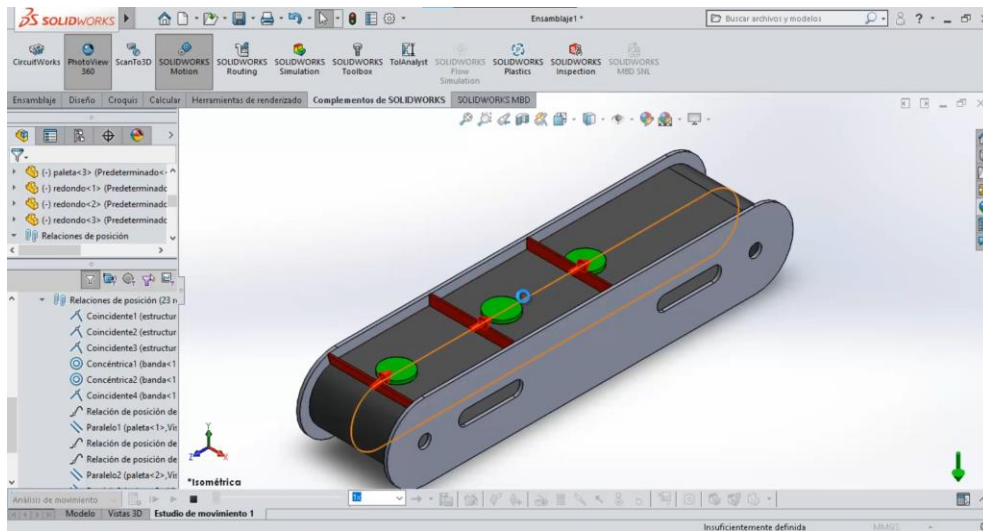 SOLIDWORKS
Ensamblaje1 *
Buscar archivos y modelos
CircuitWorks
PhotoView 360
ScanTo3D
SOLIDWORKS Motion
SOLIDWORKS Routing
SOLIDWORKS Simulation
SOLIDWORKS Toolbox
TolAnalyst
SOLIDWORKS Flow Simulation
SOLIDWORKS Plastics
SOLIDWORKS Inspection
SOLIDWORKS MBD SNL
Ensamblaje Diseño Croquis Calcular Herramientas de renderizado Complementos de SOLIDWORKS SOLIDWORKS MBD
(-) paleta<3> (Predeterminado<
(-) redondo<1> (Predeterminado
(-) redondo<2> (Predeterminado
(-) redondo<3> (Predeterminado
Relaciones de posición
Relaciones de posición (23 r
Coincidente1 (estructur
Coincidente2 (estructur
Coincidente3 (estructur
Concéntrica1 (banda<1
Concéntrica2 (banda<1
Coincidente4 (banda<1
Relación de posición de
Paralelo1 (paleta<1>,Vis
Relación de posición de
Relación de posición de
Paralelo2 (paleta<2>,Vis
Y
Z
X
*Isométrica
Análisis de movimiento
1x
Modelo Vistas 3D Estudio de movimiento 1
Insuficientemente definida
MMGS